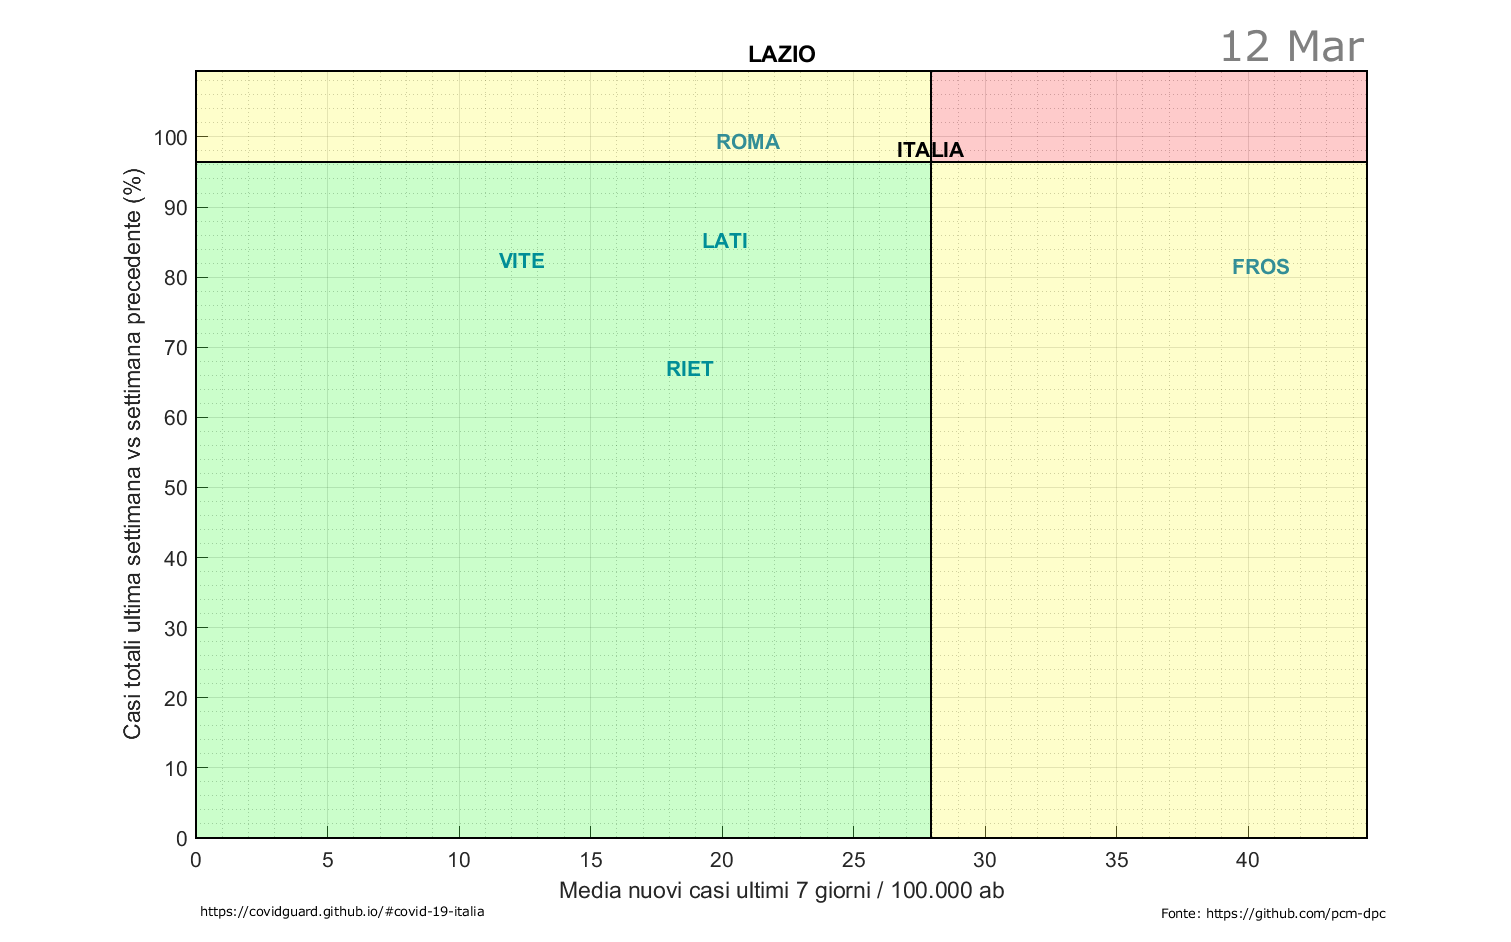 12 Mar
LAZIO
100
90
80
70
60
50
40
30
20
10
0
Casi totali ultima settimana vs settimana precedente (%)
ROMA
ITALIA
LATI
VITE
FROS
RIET
0 5 10 15 20 25 30 35 40
Media nuovi casi ultimi 7 giorni / 100.000 ab
https://covidguard.github.io/#covid-19-italia
Fonte: https://github.com/pcm-dpc